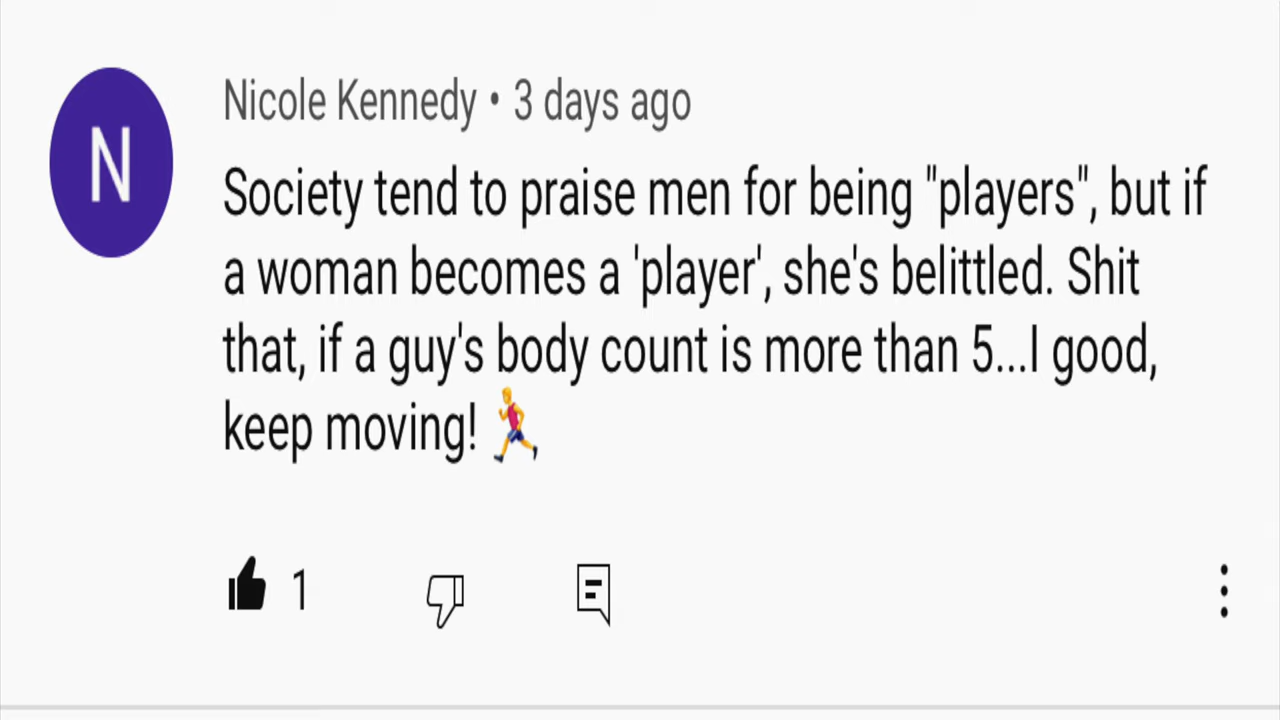 N
Nicole Kennedy • 3 days ago
Society tend to praise men for being "players", but if
a woman becomes a 'player', she's belittled. Shit
that, if a guy's body count is more than 5...I good,
keep moving! 🏃
1